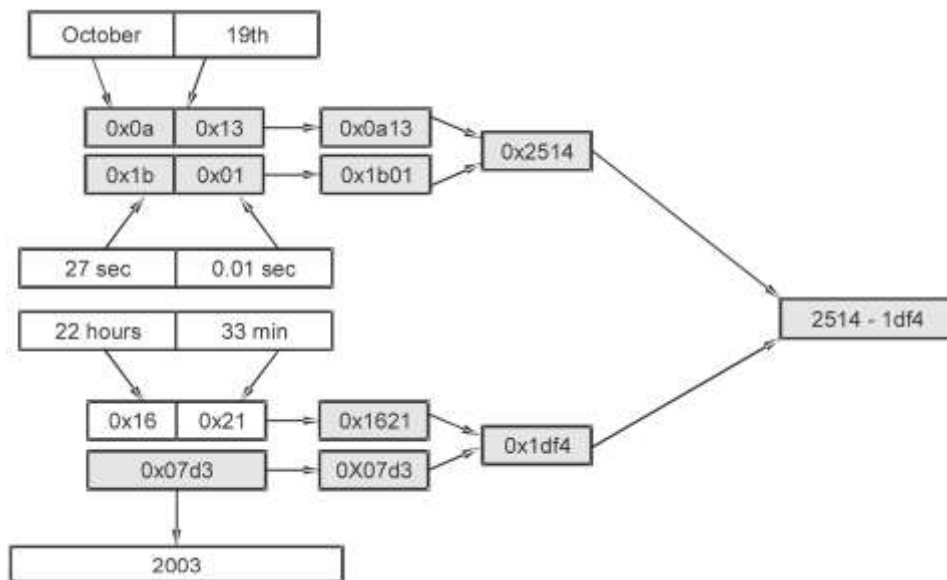 October 19th
0x0a 0x13 0x0a13
0x2514
0x1b 0x01 0x1b01
27 sec 0.01 sec
22 hours 33 min
2514 - 1df4
0x16 0x21 0x1621
0x1df4
0x07d3 0X07d3
2003